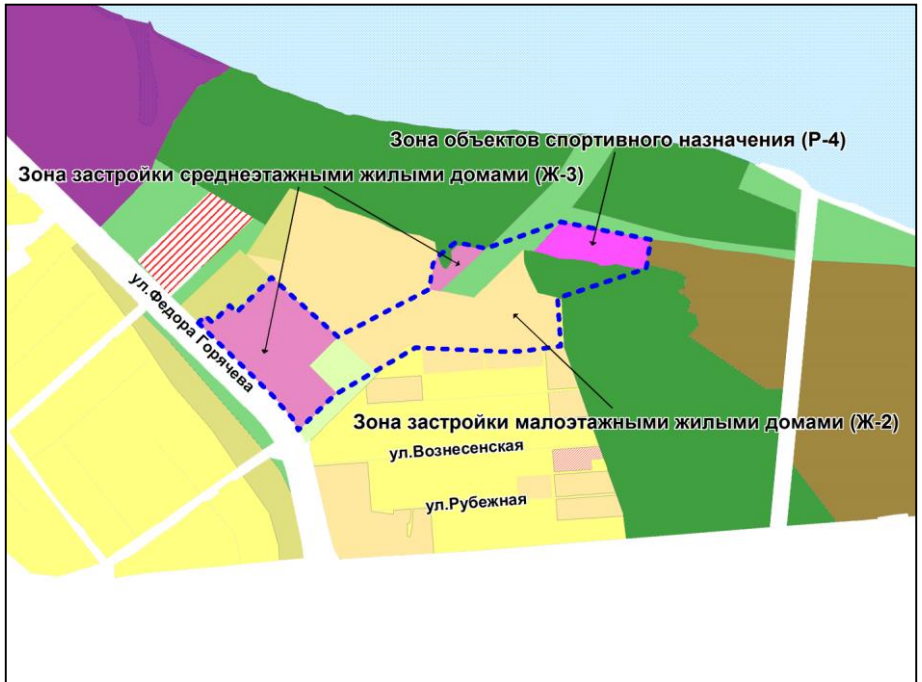 Зона объектов спортивного назначения (Р-4)
Зона застройки среднеэтажными жилыми домами (Ж-3)
ул.Федора Горячева
Зона застройки малоэтажными жилыми домами (Ж-2)
ул.Вознесенская
ул.Рубежная